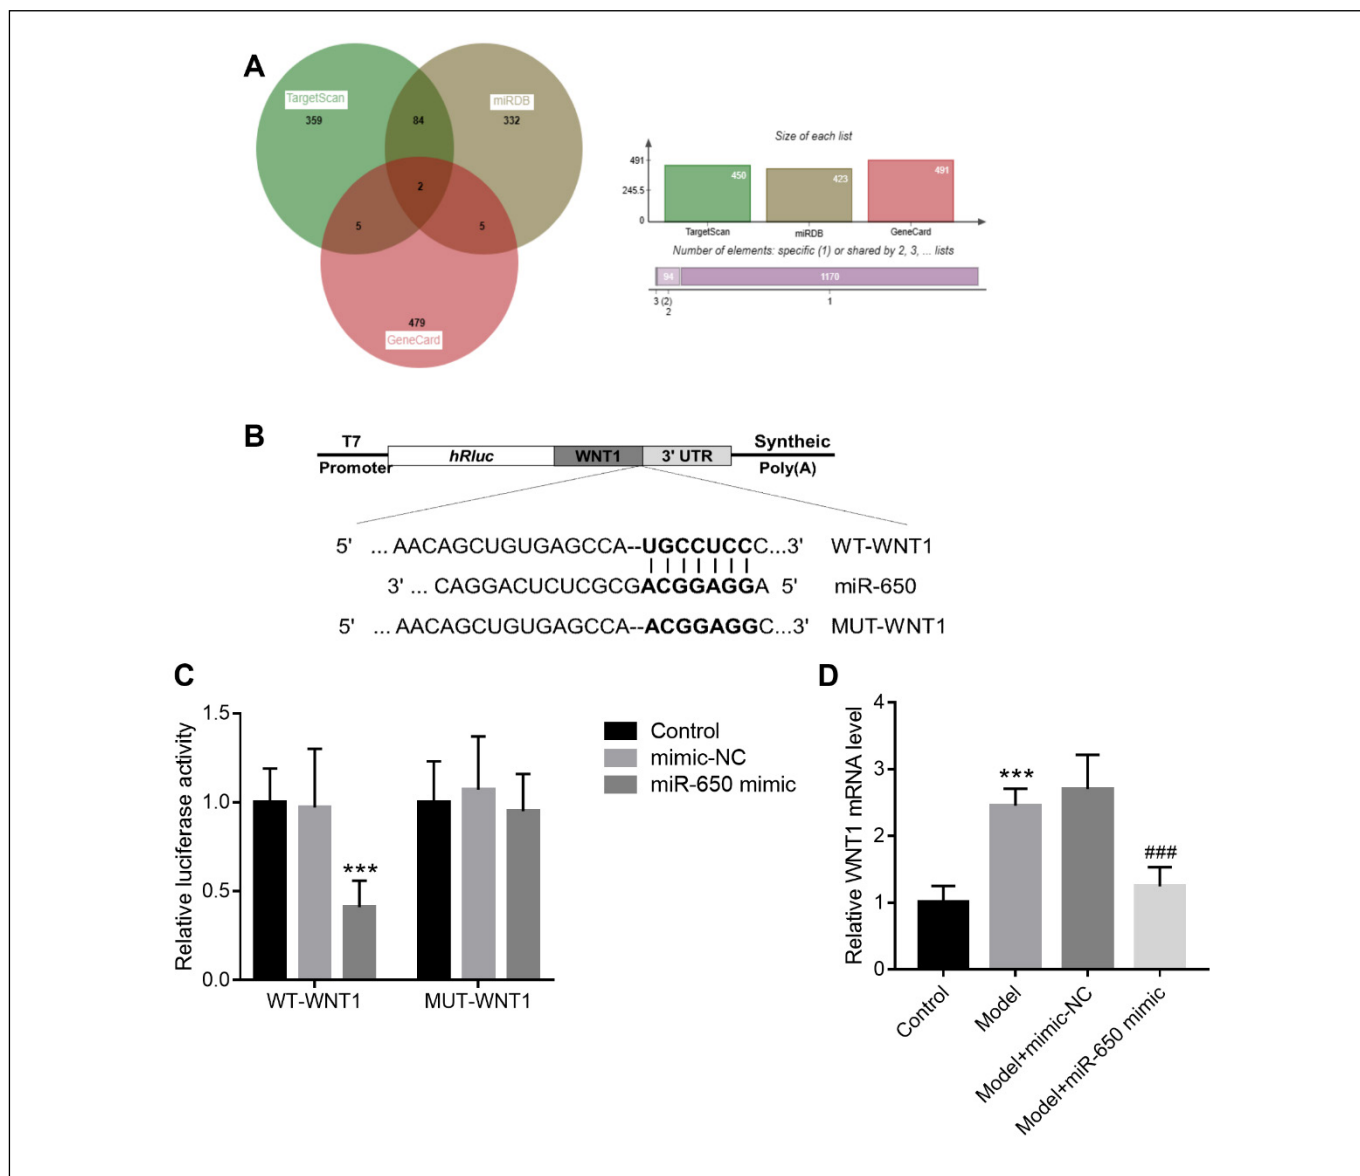 A
TargetScan
miRDB
359
84
332
2
5
5
479
GeneCard
Size of each list
491
245.5
0
450
423
491
TargetScan
miRDB
GeneCard
Number of elements: specific (1) or shared by 2, 3, ... lists
94
1170
3 (2)
2
1
B
T7
Promoter
hRluc
WNT1
3' UTR
Syntheic
Poly(A)
5' ... AACAGCUGUGAGCCA--UGCCUCCC...3' WT-WNT1
3' ... CAGGACUCUCGCGACGGAGGA 5' miR-650
5' ... AACAGCUGUGAGCCA--ACGGAGGC...3' MUT-WNT1
C
Relative luciferase activity
1.5
1.0
0.5
0.0
***
WT-WNT1
MUT-WNT1
Control
mimic-NC
miR-650 mimic
D
Relative WNT1 mRNA level
4
3
2
1
0
***
###
Control
Model
Model+mimic-NC
Model+miR-650 mimic